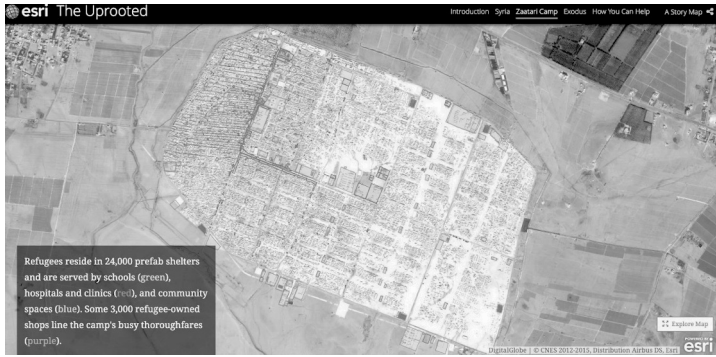 esri The Uprooted
Introduction Syria Zaatari Camp Exodus How You Can Help A Story Map
Refugees reside in 24,000 prefab shelters
and are served by schools (green),
hospitals and clinics (red), and community
spaces (blue). Some 3,000 refugee-owned
shops line the camp's busy thoroughfares
(purple).
Explore Map
POWERED BY
esri
DigitalGlobe | © CNES 2012-2015, Distribution Airbus DS, Esri